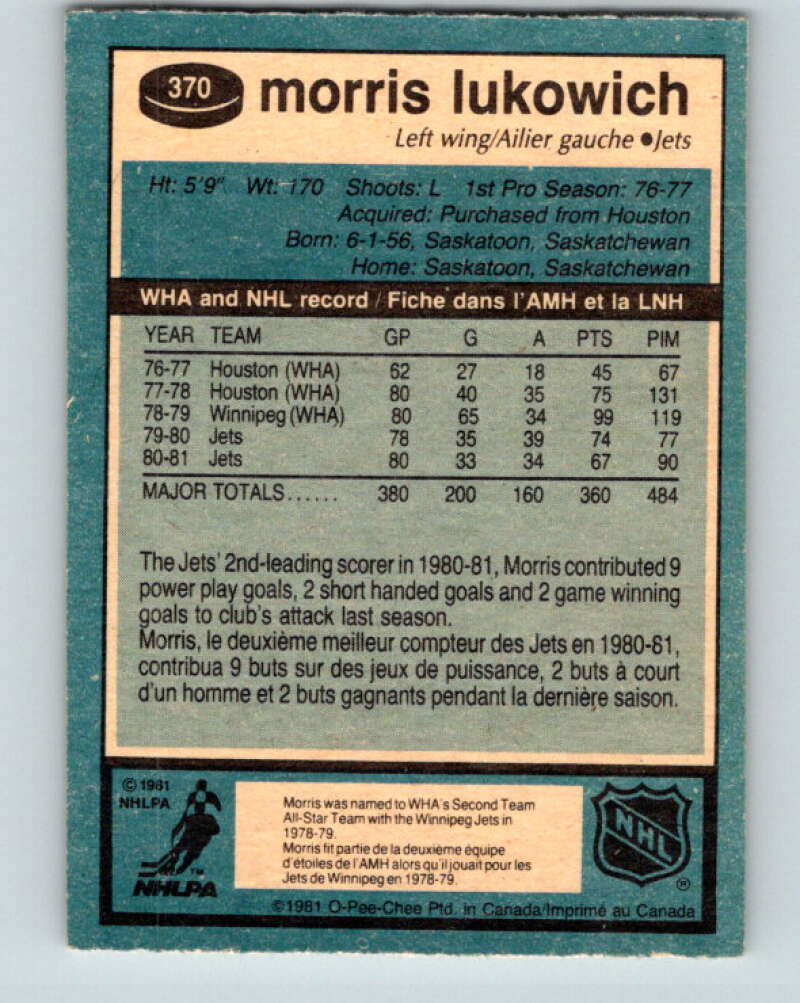 370 morris lukowich
Left wing/Ailier gauche ●Jets
Ht: 5'9" Wt: 170 Shoots: L 1st Pro Season: 76-77
Acquired: Purchased from Houston
Born: 6-1-56, Saskatoon, Saskatchewan
Home: Saskatoon, Saskatchewan
WHA and NHL record / Fiche dans l'AMH et la LNH
YEAR TEAM GP G A PTS PIM
76-77 Houston (WHA) 62 27 18 45 67
77-78 Houston (WHA) 80 40 35 75 131
78-79 Winnipeg (WHA) 80 65 34 99 119
79-80 Jets 78 35 39 74 77
80-81 Jets 80 33 34 67 90
MAJOR TOTALS...... 380 200 160 360 484
The Jets' 2nd-leading scorer in 1980-81, Morris contributed 9
power play goals, 2 short handed goals and 2 game winning
goals to club's attack last season.
Morris, le deuxième meilleur compteur des Jets en 1980-81,
contribua 9 buts sur des jeux de puissance, 2 buts à court
d'un homme et 2 buts gagnants pendant la dernière saison.
© 1981
NHLPA
NHLPA
TM
Morris was named to WHA's Second Team
All-Star Team with the Winnipeg Jets in
1978-79.
Morris fit partie de la deuxième équipe
d'étoiles de l'AMH alors qu'il jouait pour les
Jets de Winnipeg en 1978-79.
NHL
®
©1981 O-Pee-Chee Ptd. in Canada/Imprimé au Canada